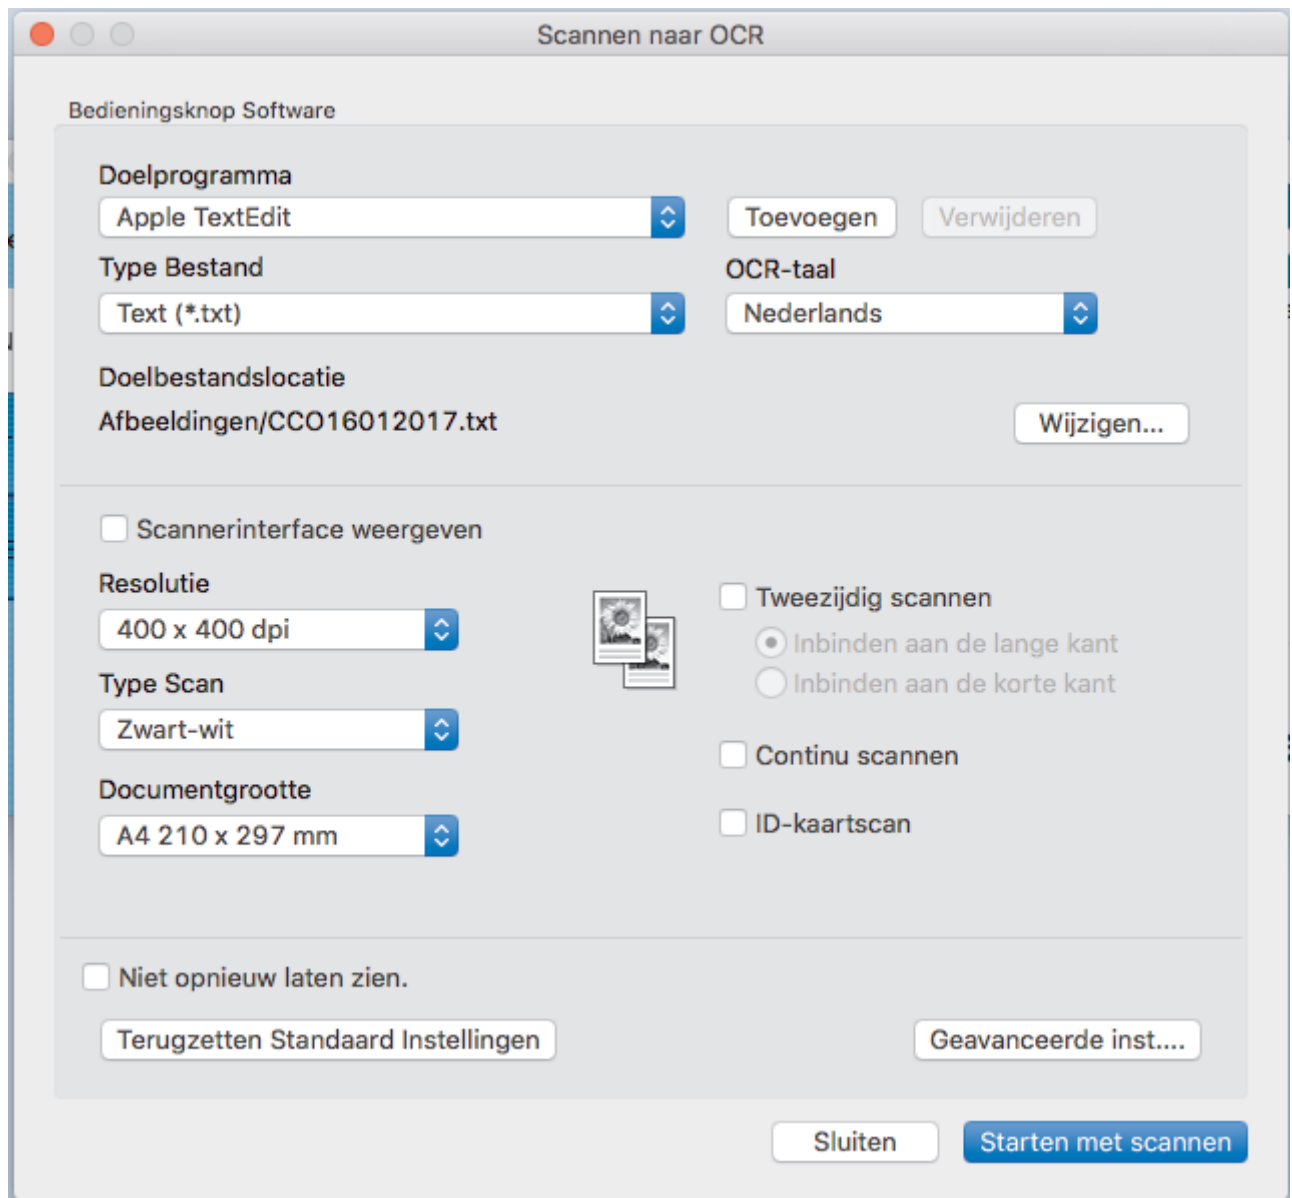 Scannen naar OCR
Bedieningsknop Software
Doelprogramma
Apple TextEdit
Toevoegen
Verwijderen
Type Bestand
OCR-taal
Text (*.txt)
Nederlands
Doelbestandslocatie
Afbeeldingen/CCO16012017.txt
Wijzigen...
Scannerinterface weergeven
Resolutie
400 x 400 dpi
Type Scan
Zwart-wit
Documentgrootte
A4 210 x 297 mm
Tweezijdig scannen
Inbinden aan de lange kant
Inbinden aan de korte kant
Continu scannen
ID-kaartscan
Niet opnieuw laten zien.
Terugzetten Standaard Instellingen
Geavanceerde inst....
Sluiten
Starten met scannen